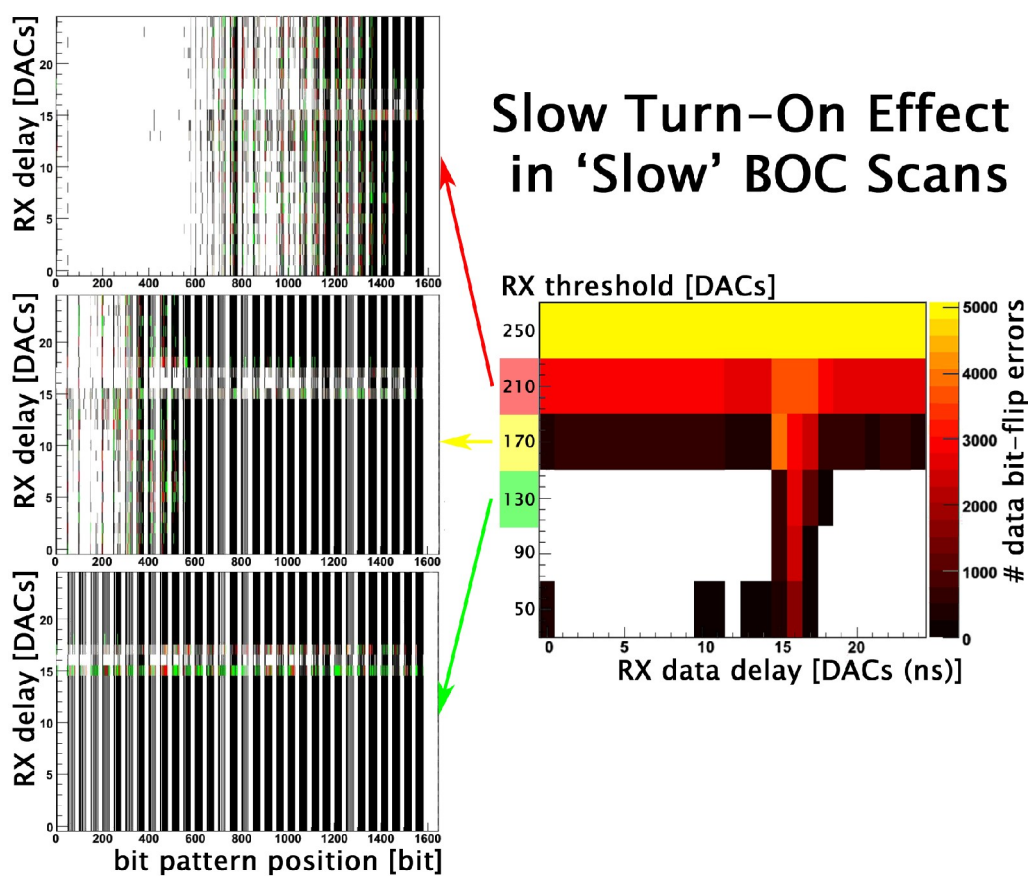 Slow Turn-On Effect
in ‘Slow’ BOC Scans
RX delay [DACs]
20
15
10
5
0
0 200 400 600 800 1000 1200 1400 1600
RX delay [DACs]
20
15
10
5
0
0 200 400 600 800 1000 1200 1400 1600
RX delay [DACs]
20
15
10
5
0
0 200 400 600 800 1000 1200 1400 1600
bit pattern position [bit]
RX threshold [DACs]
250
210
170
130
90
50
0 5 10 15 20
RX data delay [DACs (ns)]
5000
4000
3000
2000
1000
0
# data bit-flip errors